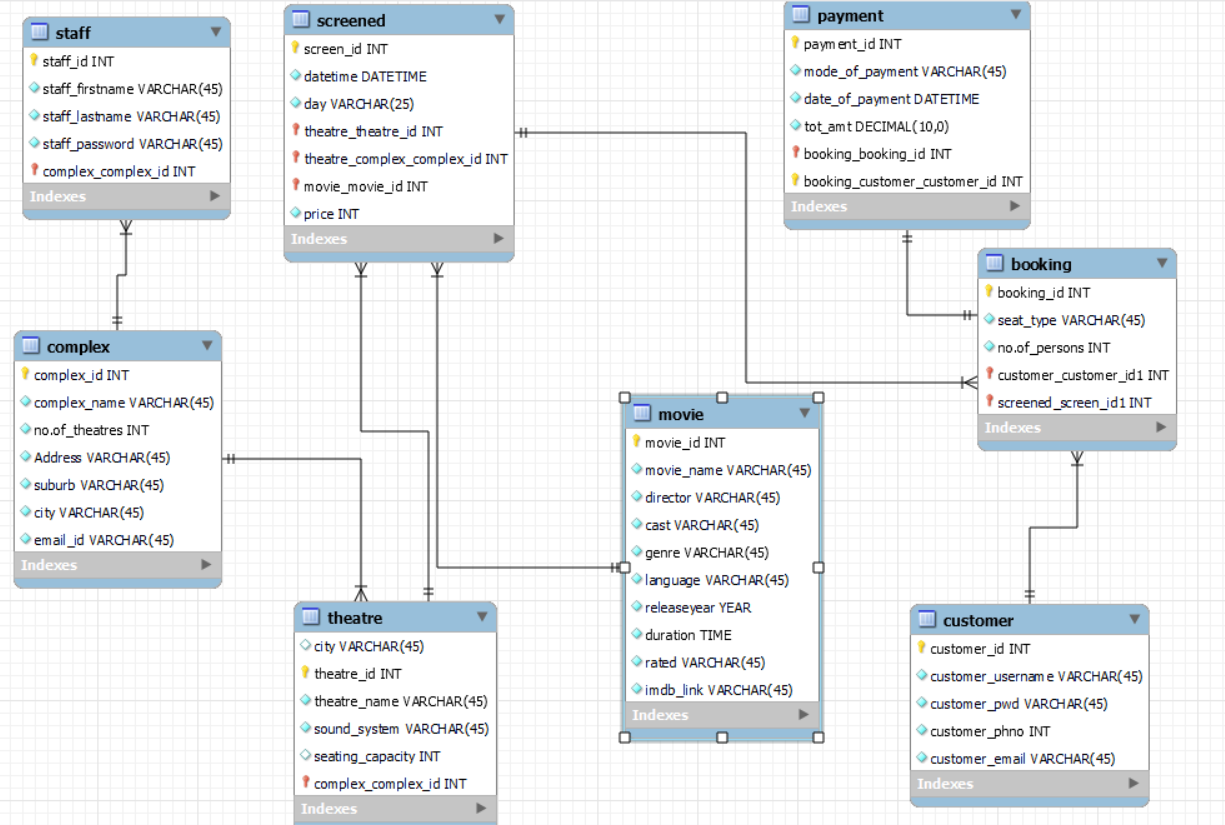 staff
staff_id INT
staff_firstname VARCHAR(45)
staff_lastname VARCHAR(45)
staff_password VARCHAR(45)
complex_complex_id INT
Indexes
screened
screen_id INT
datetime DATETIME
day VARCHAR(25)
theatre_theatre_id INT
theatre_complex_complex_id INT
movie_movie_id INT
price INT
Indexes
payment
payment_id INT
mode_of_payment VARCHAR(45)
date_of_payment DATETIME
tot_amt DECIMAL(10,0)
booking_booking_id INT
booking_customer_customer_id INT
Indexes
booking
booking_id INT
seat_type VARCHAR(45)
no.of_persons INT
customer_customer_id1 INT
screened_screen_id1 INT
Indexes
complex
complex_id INT
complex_name VARCHAR(45)
no.of_theatres INT
Address VARCHAR(45)
suburb VARCHAR(45)
city VARCHAR(45)
email_id VARCHAR(45)
Indexes
movie
movie_id INT
movie_name VARCHAR(45)
director VARCHAR(45)
cast VARCHAR(45)
genre VARCHAR(45)
language VARCHAR(45)
releaseyear YEAR
duration TIME
rated VARCHAR(45)
imdb_link VARCHAR(45)
Indexes
theatre
city VARCHAR(45)
theatre_id INT
theatre_name VARCHAR(45)
sound_system VARCHAR(45)
seating_capacity INT
complex_complex_id INT
Indexes
customer
customer_id INT
customer_username VARCHAR(45)
customer_pwd VARCHAR(45)
customer_phno INT
customer_email VARCHAR(45)
Indexes